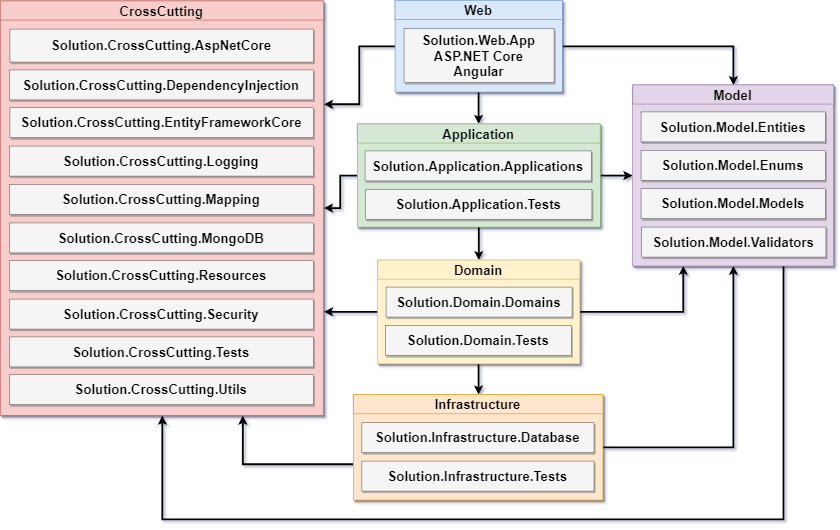 CrossCutting
Solution.CrossCutting.AspNetCore
Solution.CrossCutting.DependencyInjection
Solution.CrossCutting.EntityFrameworkCore
Solution.CrossCutting.Logging
Solution.CrossCutting.Mapping
Solution.CrossCutting.MongoDB
Solution.CrossCutting.Resources
Solution.CrossCutting.Security
Solution.CrossCutting.Tests
Solution.CrossCutting.Utils
Web
Solution.Web.App
ASP.NET Core
Angular
Application
Solution.Application.Applications
Solution.Application.Tests
Domain
Solution.Domain.Domains
Solution.Domain.Tests
Infrastructure
Solution.Infrastructure.Database
Solution.Infrastructure.Tests
Model
Solution.Model.Entities
Solution.Model.Enums
Solution.Model.Models
Solution.Model.Validators